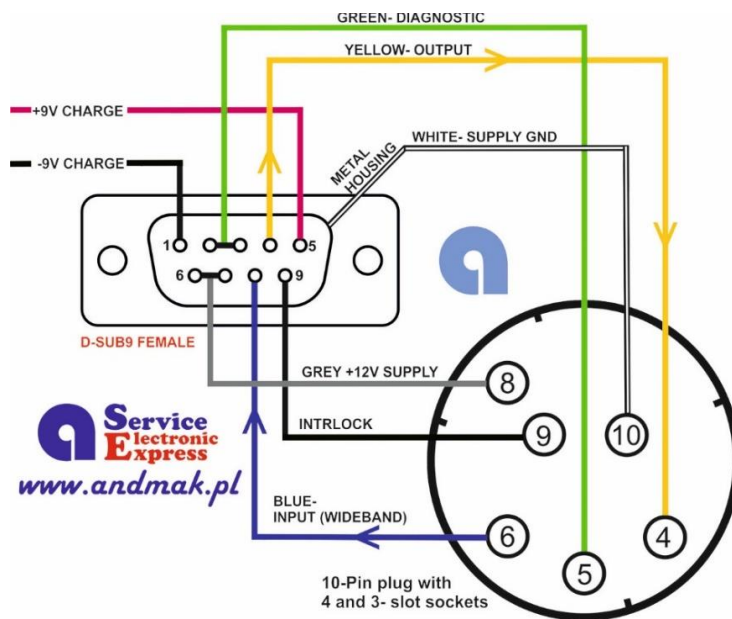 GREEN- DIAGNOSTIC
YELLOW- OUTPUT
+9V CHARGE
WHITE- SUPPLY GND
METAL
HOUSING
-9V CHARGE
1
5
6
9
a
D-SUB9 FEMALE
GREY +12V SUPPLY
8
INTRLOCK
9
10
a Service
Electronic
Express
www.andmak.pl
BLUE-
INPUT (WIDEBAND)
6
4
5
10-Pin plug with
4 and 3- slot sockets